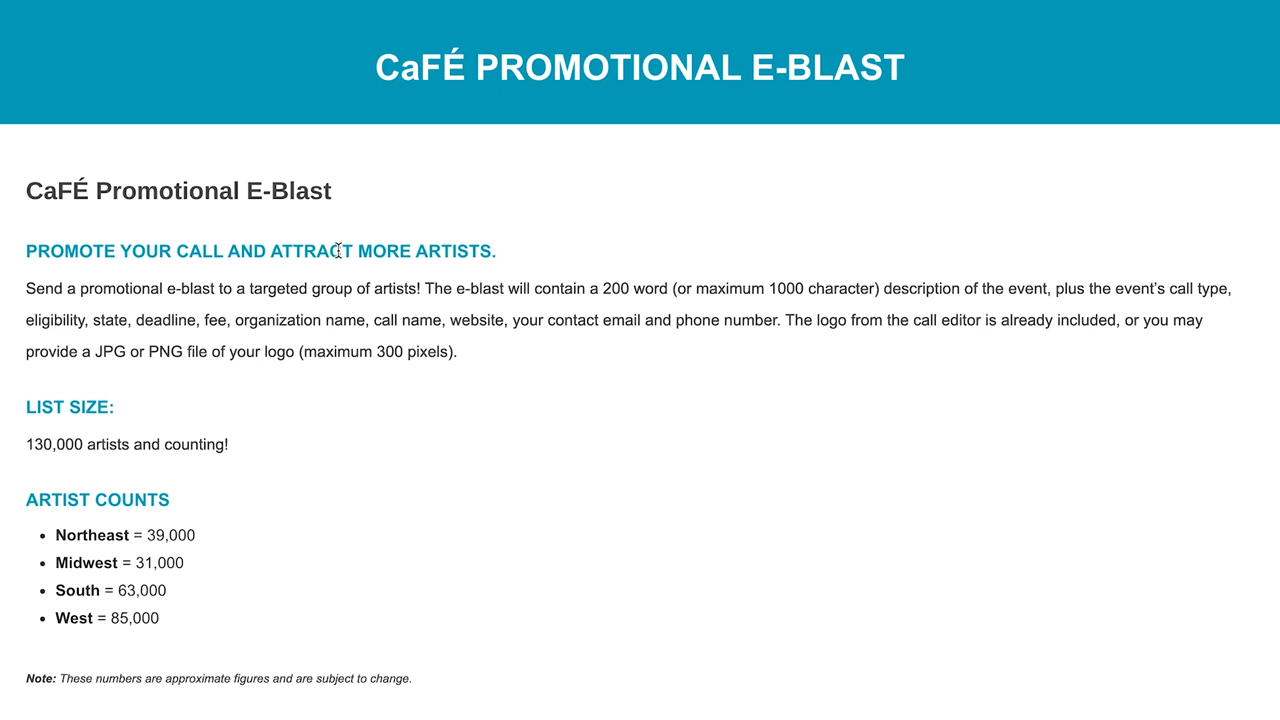 CaFÉ PROMOTIONAL E-BLAST
CaFÉ Promotional E-Blast
PROMOTE YOUR CALL AND ATTRACT MORE ARTISTS.
Send a promotional e-blast to a targeted group of artists! The e-blast will contain a 200 word (or maximum 1000 character) description of the event, plus the event’s call type,
eligibility, state, deadline, fee, organization name, call name, website, your contact email and phone number. The logo from the call editor is already included, or you may
provide a JPG or PNG file of your logo (maximum 300 pixels).
LIST SIZE:
130,000 artists and counting!
ARTIST COUNTS
• Northeast = 39,000
• Midwest = 31,000
• South = 63,000
• West = 85,000
Note: These numbers are approximate figures and are subject to change.